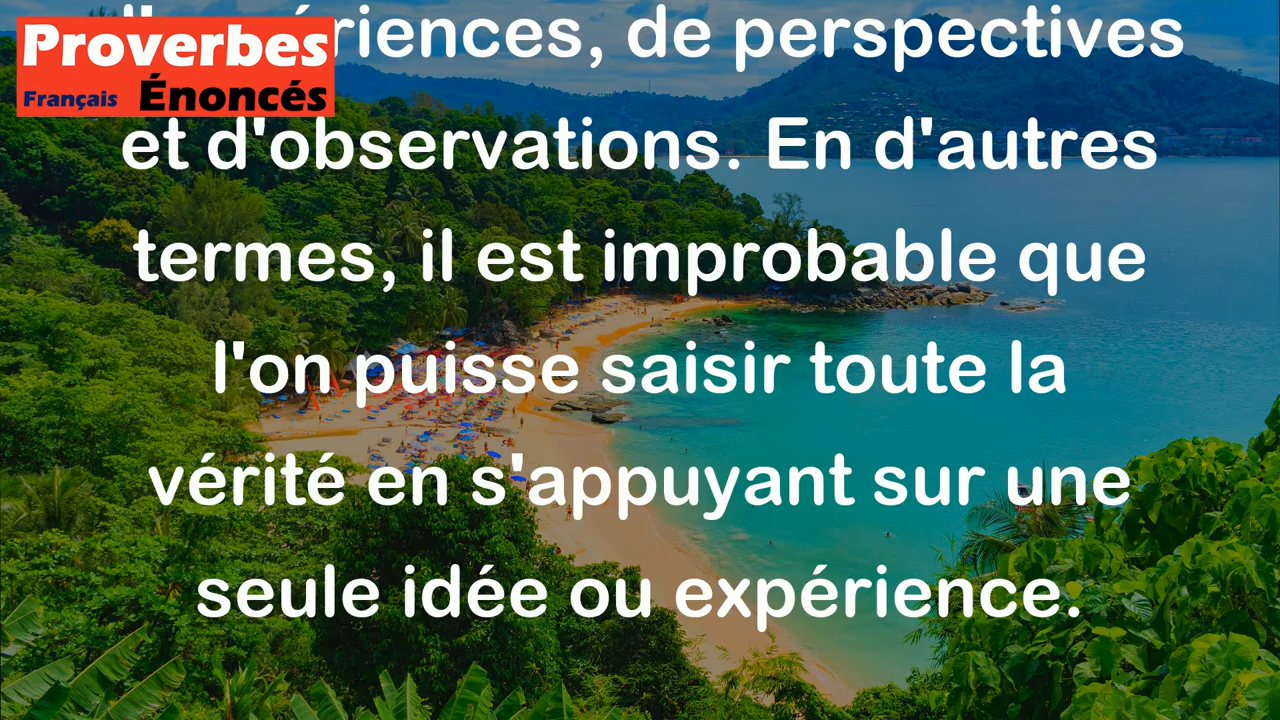 Proverbes
Français Énoncés
riences, de perspectives
et d'observations. En d'autres
termes, il est improbable que
l'on puisse saisir toute la
vérité en s'appuyant sur une
seule idée ou expérience.